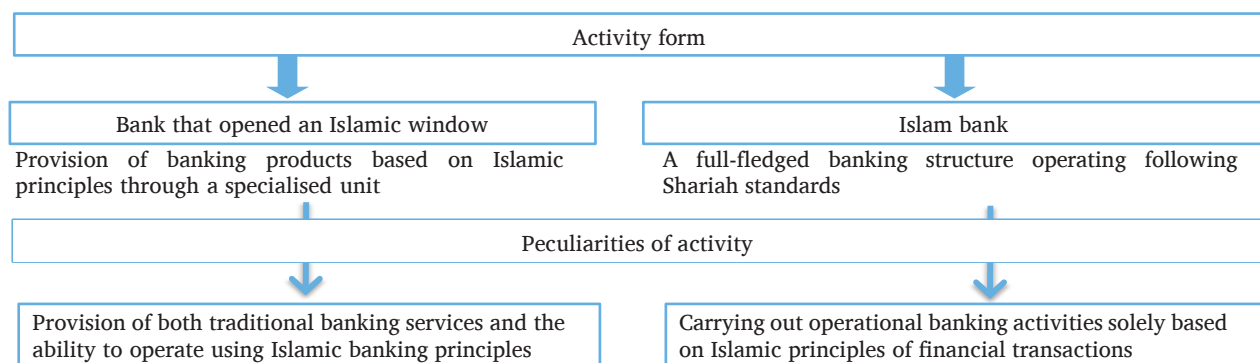 Activity form
Bank that opened an Islamic window
Islam bank
Provision of banking products based on Islamic
principles through a specialised unit
A full-fledged banking structure operating following
Shariah standards
Peculiarities of activity
Provision of both traditional banking services and the
ability to operate using Islamic banking principles
Carrying out operational banking activities solely based
on Islamic principles of financial transactions